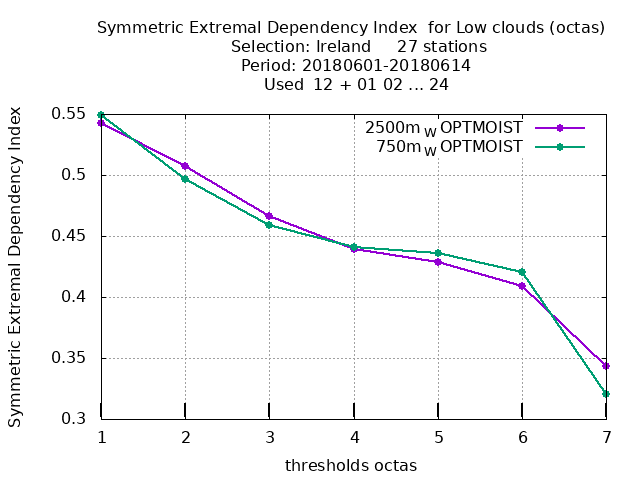 Symmetric Extremal Dependency Index for Low clouds (octas)
Selection: Ireland 27 stations
Period: 20180601-20180614
Used 12 + 01 02 ... 24
Symmetric Extremal Dependency Index
2500m W OPTMOIST
750m W OPTMOIST
0.55
0.5
0.45
0.4
0.35
0.3
1 2 3 4 5 6 7
thresholds octas